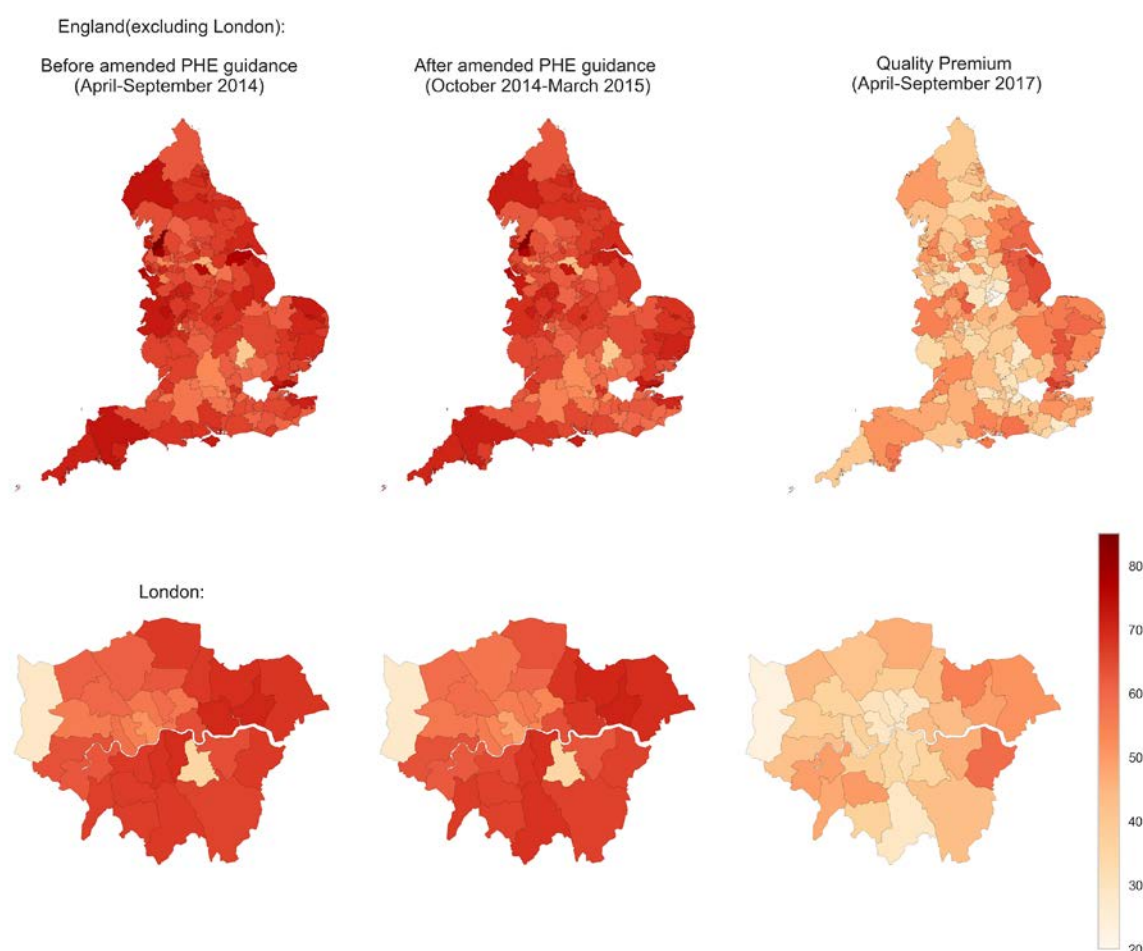 England(excluding London):
Before amended PHE guidance
(April-September 2014)
After amended PHE guidance
(October 2014-March 2015)
Quality Premium
(April-September 2017)
London:
80
70
60
50
40
30
20